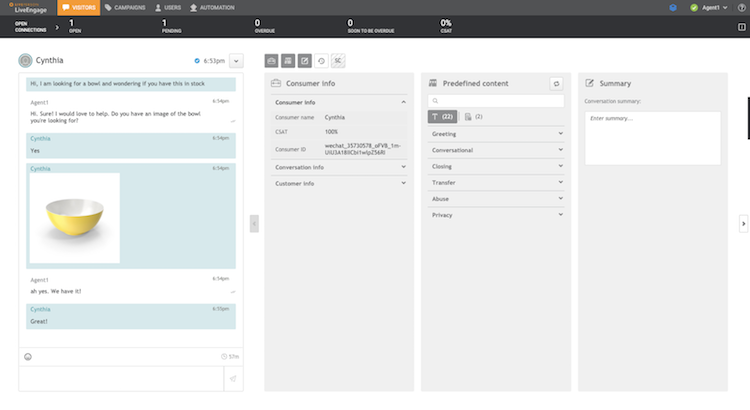 LiveEngage
VISITORS
CAMPAIGNS
USERS
AUTOMATION
Agent1
OPEN
CONNECTIONS
1
OPEN
1
PENDING
0
OVERDUE
0
SOON TO BE OVERDUE
0%
CSAT
Cynthia
6:53pm
Hi, I am looking for a bowl and wondering if you have this in stock
Agent1 6:54pm
Hi. Sure! I would love to help. Do you have an image of the bowl
you're looking for?
Cynthia 6:54pm
Yes
Cynthia 6:54pm
Agent1 6:54pm
ah yes. We have it!
Cynthia 6:55pm
Great!
57m
Consumer info
Consumer info
Consumer name Cynthia
CSAT 100%
Consumer ID
Conversation info
Customer info
Predefined content
(22)
(2)
Greeting
Conversational
Closing
Transfer
Abuse
Privacy
Summary
Conversation summary:
Enter summary...